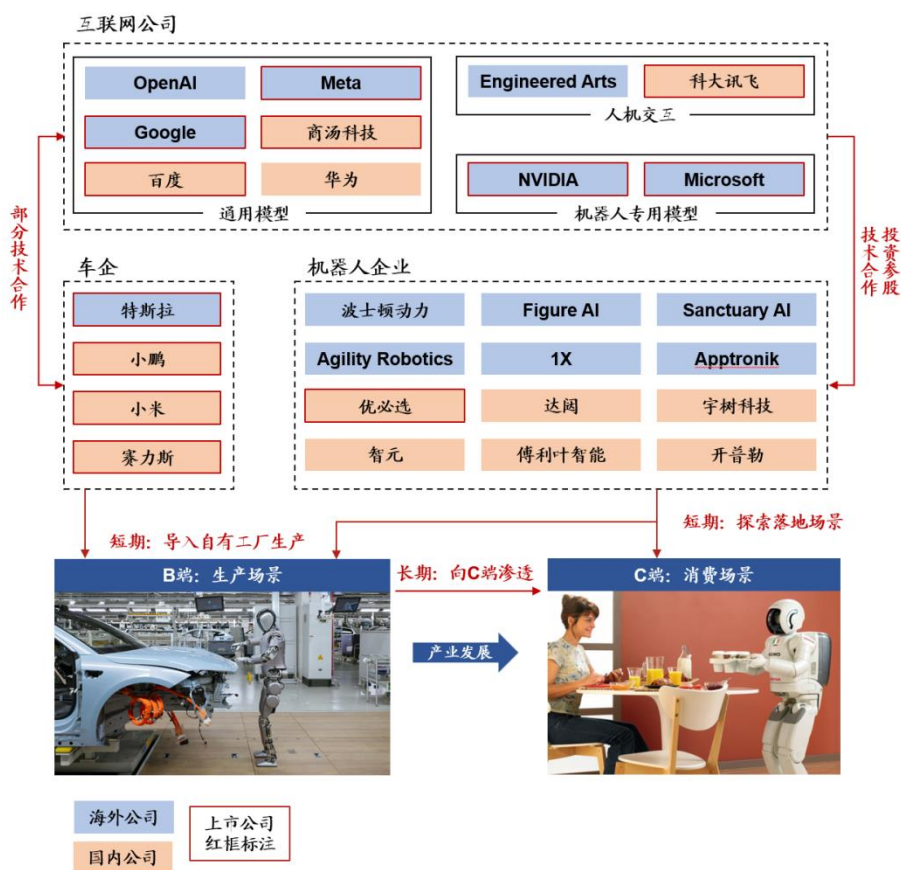 互联网公司
OpenAI
Meta
Google
商汤科技
百度
华为
通用模型
Engineered Arts
科大讯飞
人机交互
NVIDIA
Microsoft
机器人专用模型
部分技术合作
投资参股
技术合作
车企
特斯拉
小鹏
小米
赛力斯
机器人企业
波士顿动力
Figure AI
Sanctuary AI
Agility Robotics
1X
Apptronik
优必选
达闼
宇树科技
智元
傅利叶智能
开普勒
短期：导入自有工厂生产
短期：探索落地场景
B端：生产场景
长期：向C端渗透
C端：消费场景
产业发展
海外公司
国内公司
上市公司
红框标注